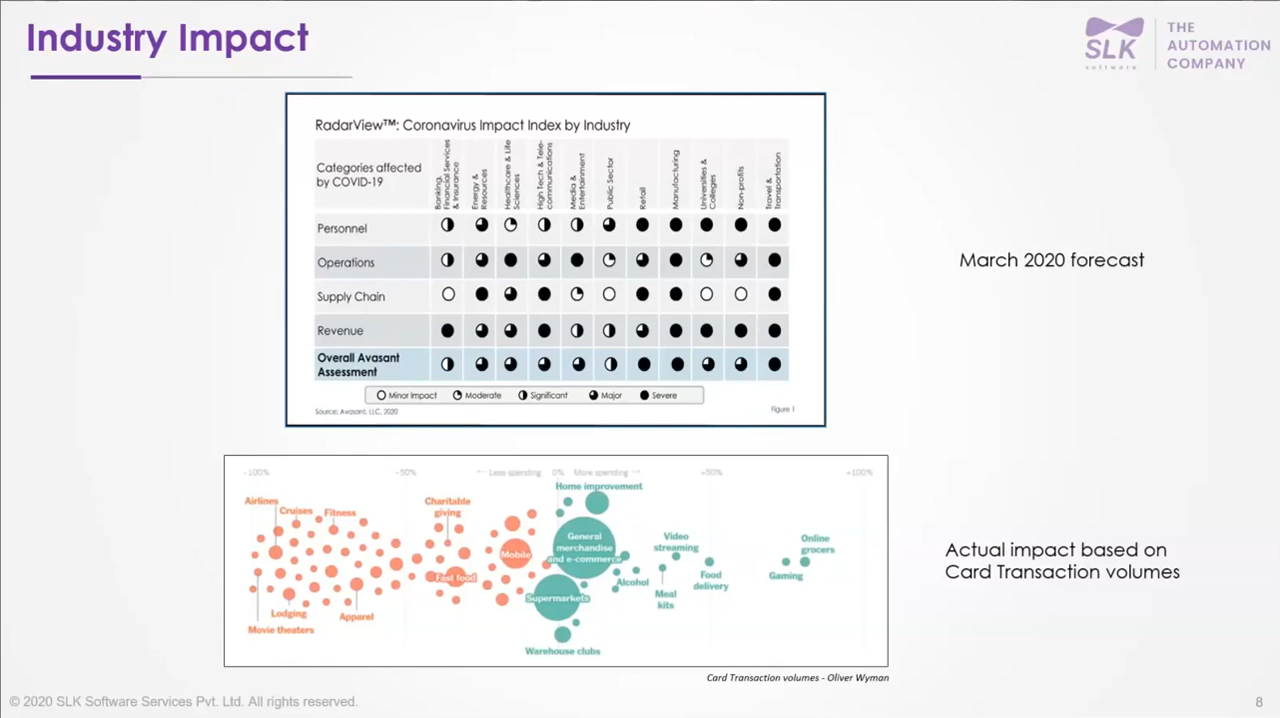 Industry Impact
SLK
software
THE
AUTOMATION
COMPANY
RadarView™: Coronavirus Impact Index by Industry
Categories affected
by COVID-19
Banking,
Financial Services
& Insurance
Energy &
Resources
Healthcare & Life
Sciences
High Tech & Tele-
communications
Media &
Entertainment
Public Sector
Retail
Manufacturing
Universities &
Colleges
Non-profits
Travel &
Transportation
Personnel
Operations
Supply Chain
Revenue
Overall Avasant
Assessment
Minor Impact
Moderate
Significant
Major
Severe
Source: Avasant, LLC, 2020
Figure 1
March 2020 forecast
-100%
-50%
← Less spending
0%
More spending →
+50%
+100%
Home improvement
Airlines
Cruises
Fitness
Charitable
giving
General
merchandise
and e-commerce
Video
streaming
Online
grocers
Mobile
Fast food
Alcohol
Food
delivery
Gaming
Supermarkets
Meal
kits
Lodging
Apparel
Movie theaters
Warehouse clubs
Actual impact based on
Card Transaction volumes
Card Transaction volumes - Oliver Wyman
© 2020 SLK Software Services Pvt. Ltd. All rights reserved.
8